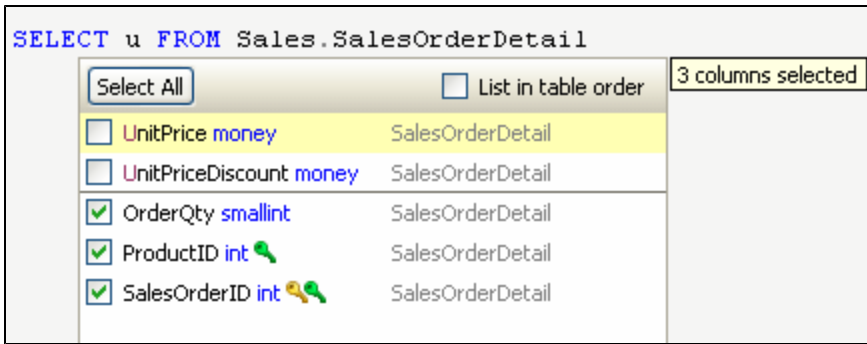 SELECT u FROM Sales.SalesOrderDetail
Select All List in table order 3 columns selected
UnitPrice money SalesOrderDetail
UnitPriceDiscount money SalesOrderDetail
OrderQty smallint SalesOrderDetail
ProductID int SalesOrderDetail
SalesOrderID int SalesOrderDetail